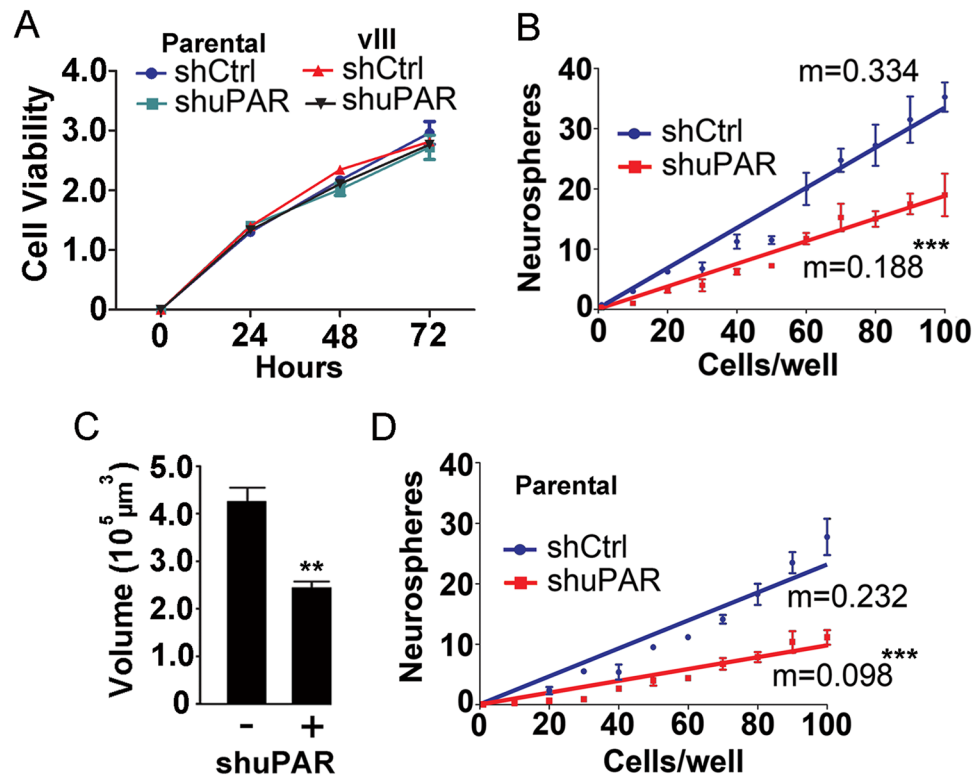 A
Parental vIII
shCtrl shCtrl
shuPAR shuPAR
4.0
3.0
2.0
1.0
0
Cell Viability
0 24 48 72
Hours
B
m=0.334
shCtrl
shuPAR
40
30
20
10
0
Neurospheres
***
m=0.188
0 20 40 60 80 100
Cells/well
C
5.0
4.0
3.0
2.0
1.0
0
Volume (10⁵ μm³)
**
- +
shuPAR
D
Parental
shCtrl
shuPAR
40
30
20
10
0
Neurospheres
m=0.232
***
m=0.098
0 20 40 60 80 100
Cells/well